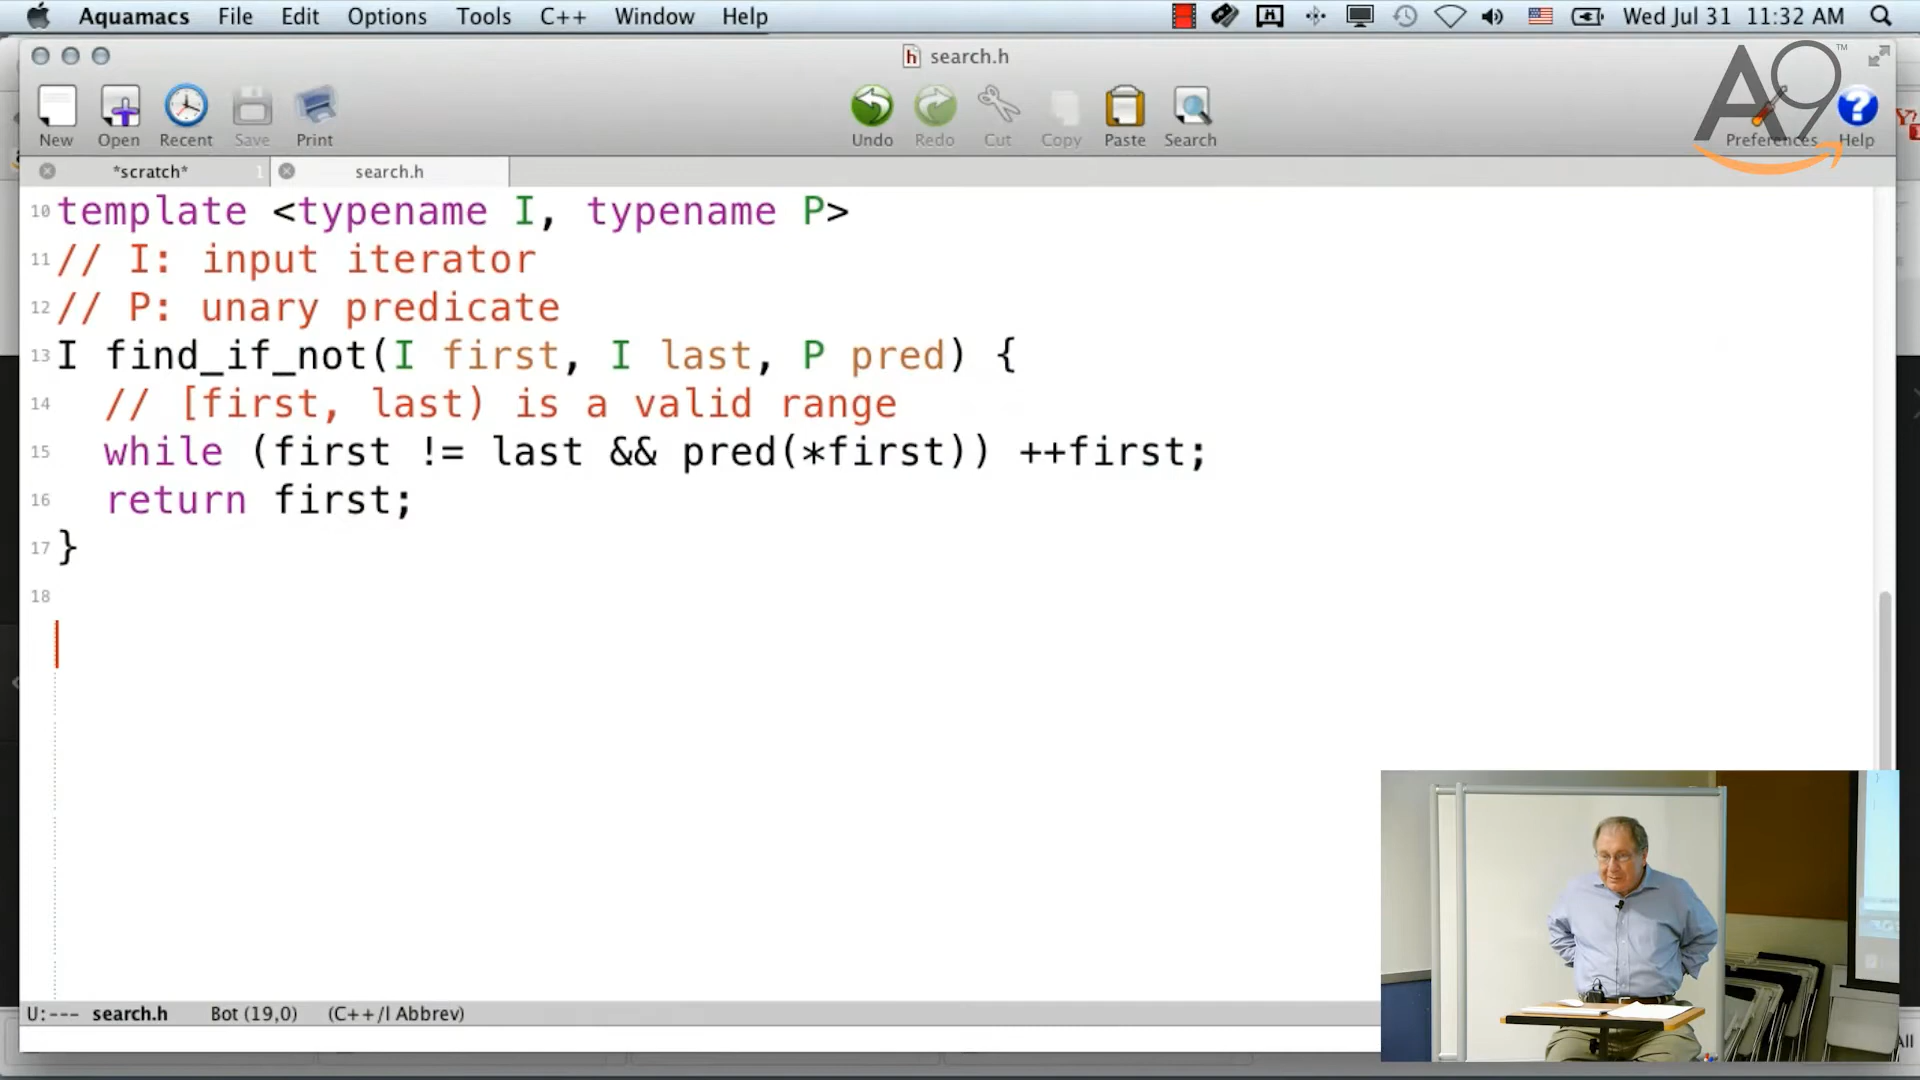 Aquamacs File Edit Options Tools C++ Window Help Wed Jul 31 11:32 AM
search.h
New Open Recent Save Print Undo Redo Cut Copy Paste Search Preferences Help
A9™
*scratch* 1 search.h
10 template <typename I, typename P>
11 // I: input iterator
12 // P: unary predicate
13 I find_if_not(I first, I last, P pred) {
14 // [first, last) is a valid range
15 while (first != last && pred(*first)) ++first;
16 return first;
17 }
18
U:--- search.h Bot (19,0) (C++/l Abbrev)
All